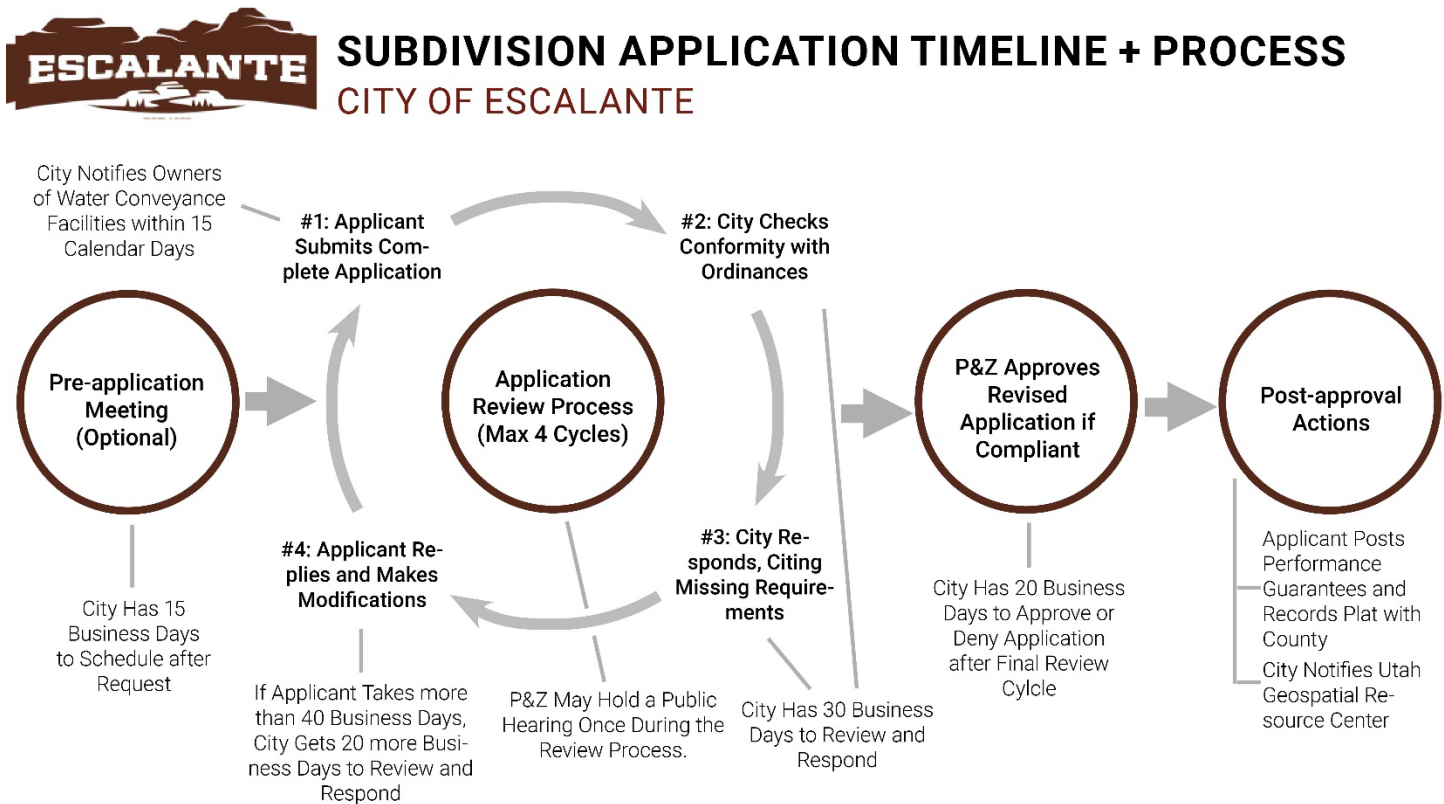 ESCALANTE
SUBDIVISION APPLICATION TIMELINE + PROCESS
CITY OF ESCALANTE
City Notifies Owners
of Water Conveyance
Facilities within 15
Calendar Days
#1: Applicant
Submits Com-
plete Application
#2: City Checks
Conformity with
Ordinances
Pre-application
Meeting
(Optional)
Application
Review Process
(Max 4 Cycles)
P&Z Approves
Revised
Application if
Compliant
Post-approval
Actions
#4: Applicant Re-
plies and Makes
Modifications
#3: City Re-
sponds, Citing
Missing Require-
ments
City Has 15
Business Days
to Schedule after
Request
If Applicant Takes more
than 40 Business Days,
City Gets 20 more Busi-
ness Days to Review and
Respond
P&Z May Hold a Public
Hearing Once During the
Review Process.
City Has 30 Business
Days to Review and
Respond
City Has 20 Business
Days to Approve or
Deny Application
after Final Review
Cylcle
Applicant Posts
Performance
Guarantees and
Records Plat with
County
City Notifies Utah
Geospatial Re-
source Center